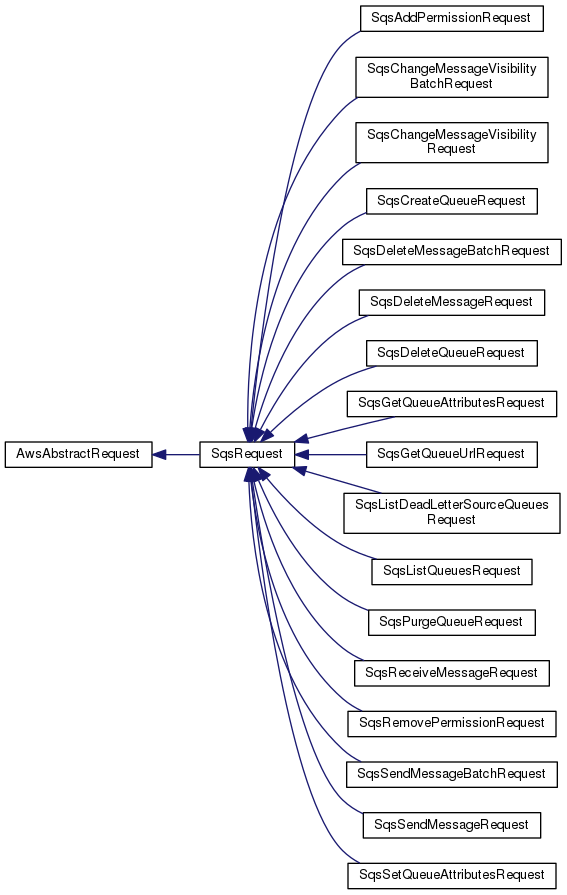 SqsAddPermissionRequest
SqsChangeMessageVisibility
BatchRequest
SqsChangeMessageVisibility
Request
SqsCreateQueueRequest
SqsDeleteMessageBatchRequest
SqsDeleteMessageRequest
SqsDeleteQueueRequest
SqsGetQueueAttributesRequest
AwsAbstractRequest
SqsRequest
SqsGetQueueUrlRequest
SqsListDeadLetterSourceQueues
Request
SqsListQueuesRequest
SqsPurgeQueueRequest
SqsReceiveMessageRequest
SqsRemovePermissionRequest
SqsSendMessageBatchRequest
SqsSendMessageRequest
SqsSetQueueAttributesRequest